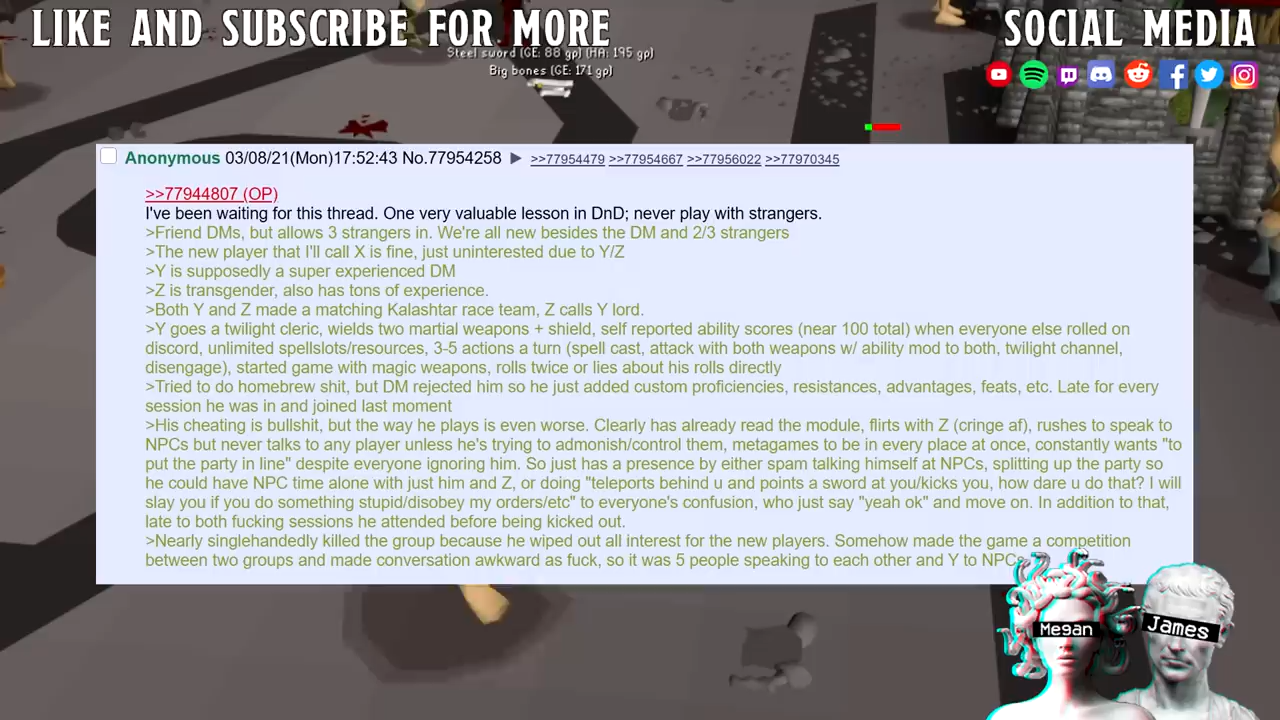 LIKE AND SUBSCRIBE FOR MORE
SOCIAL MEDIA
Steel sword (GE: 88 gp) (HA: 195 gp)
Big bones (GE: 171 gp)
Anonymous 03/08/21(Mon)17:52:43 No.77954258 ▶ >>77954479 >>77954667 >>77956022 >>77970345
>>77944807 (OP)
I've been waiting for this thread. One very valuable lesson in DnD; never play with strangers.
>Friend DMs, but allows 3 strangers in. We're all new besides the DM and 2/3 strangers
>The new player that I'll call X is fine, just uninterested due to Y/Z
>Y is supposedly a super experienced DM
>Z is transgender, also has tons of experience.
>Both Y and Z made a matching Kalashtar race team, Z calls Y lord.
>Y goes a twilight cleric, wields two martial weapons + shield, self reported ability scores (near 100 total) when everyone else rolled on
discord, unlimited spellslots/resources, 3-5 actions a turn (spell cast, attack with both weapons w/ ability mod to both, twilight channel,
disengage), started game with magic weapons, rolls twice or lies about his rolls directly
>Tried to do homebrew shit, but DM rejected him so he just added custom proficiencies, resistances, advantages, feats, etc. Late for every
session he was in and joined last moment
>His cheating is bullshit, but the way he plays is even worse. Clearly has already read the module, flirts with Z (cringe af), rushes to speak to
NPCs but never talks to any player unless he's trying to admonish/control them, metagames to be in every place at once, constantly wants "to
put the party in line" despite everyone ignoring him. So just has a presence by either spam talking himself at NPCs, splitting up the party so
he could have NPC time alone with just him and Z, or doing "teleports behind u and points a sword at you/kicks you, how dare u do that? I will
slay you if you do something stupid/disobey my orders/etc" to everyone's confusion, who just say "yeah ok" and move on. In addition to that,
late to both fucking sessions he attended before being kicked out.
>Nearly singlehandedly killed the group because he wiped out all interest for the new players. Somehow made the game a competition
between two groups and made conversation awkward as fuck, so it was 5 people speaking to each other and Y to NPCs
Megan
James